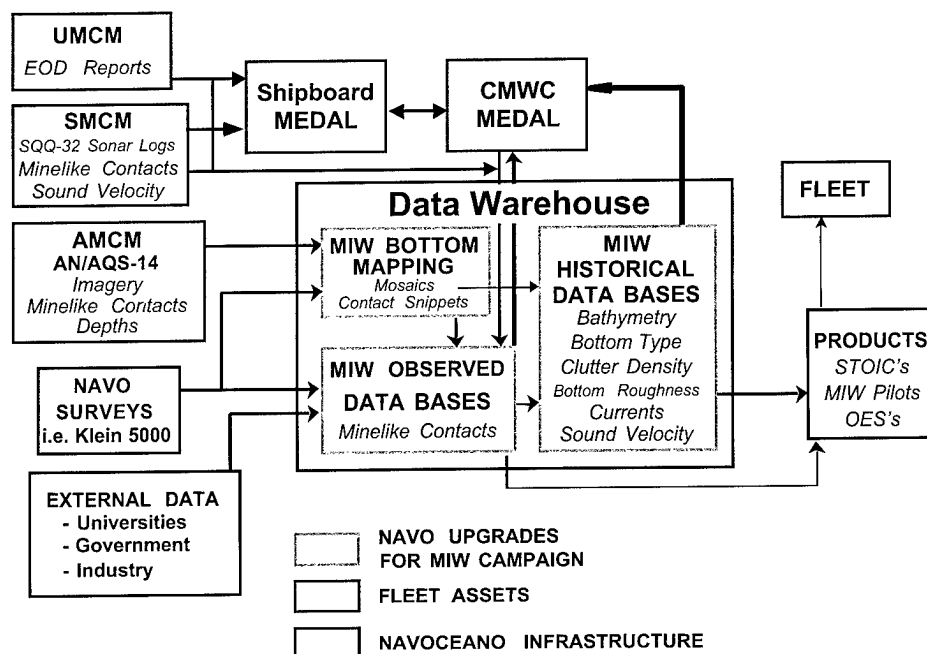 UMCM
EOD Reports
SMCM
SQQ-32 Sonar Logs
Minelike Contacts
Sound Velocity
AMCM
AN/AQS-14
Imagery
Minelike Contacts
Depths
NAVO
SURVEYS
i.e. Klein 5000
EXTERNAL DATA
- Universities
- Government
- Industry
Shipboard
MEDAL
CMWC
MEDAL
Data Warehouse
MIW BOTTOM
MAPPING
Mosaics
Contact Snippets
MIW OBSERVED
DATA BASES
Minelike Contacts
MIW
HISTORICAL
DATA BASES
Bathymetry
Bottom Type
Clutter Density
Bottom Roughness
Currents
Sound Velocity
FLEET
PRODUCTS
STOIC's
MIW Pilots
OES's
NAVO UPGRADES
FOR MIW CAMPAIGN
FLEET ASSETS
NAVOCEANO INFRASTRUCTURE